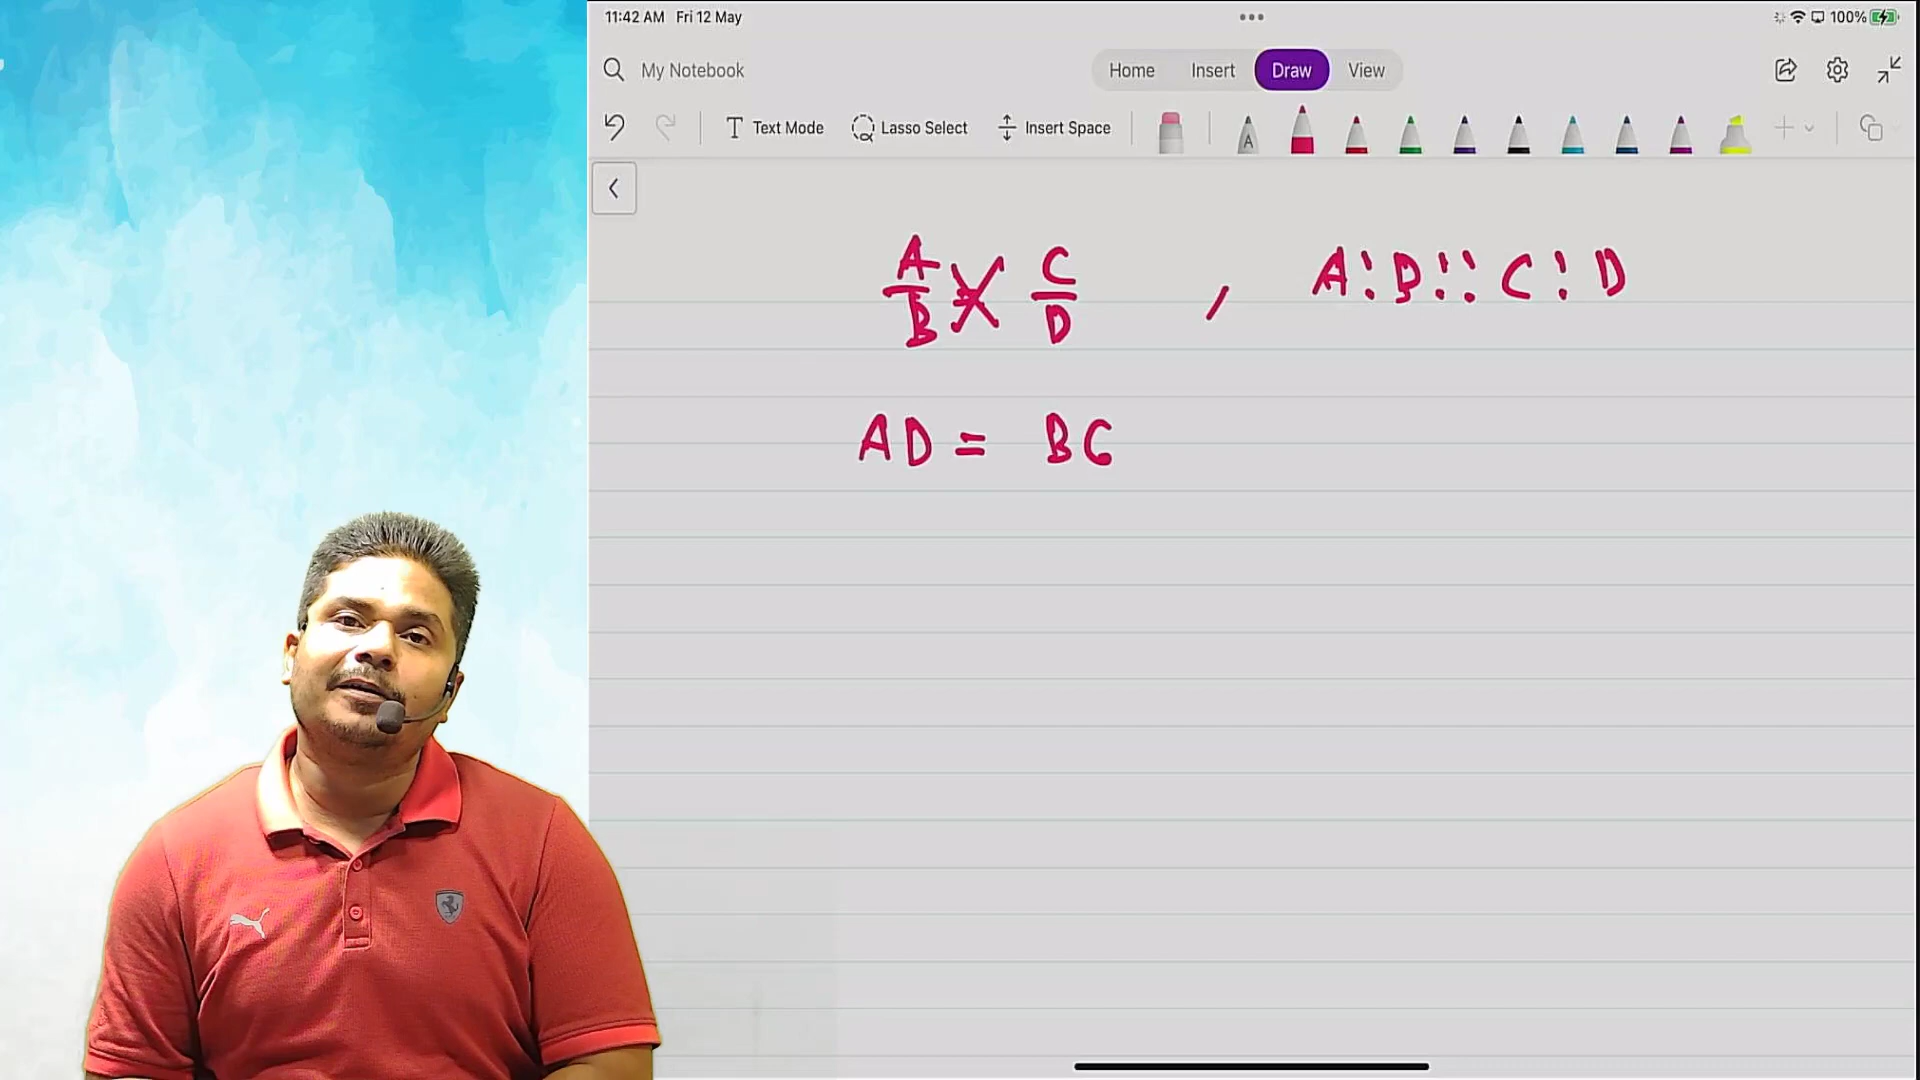 11:42 AM Fri 12 May
100%
My Notebook
Home Insert Draw View
Text Mode Lasso Select Insert Space
A
A/B = C/D , A:B::C:D
AD = BC